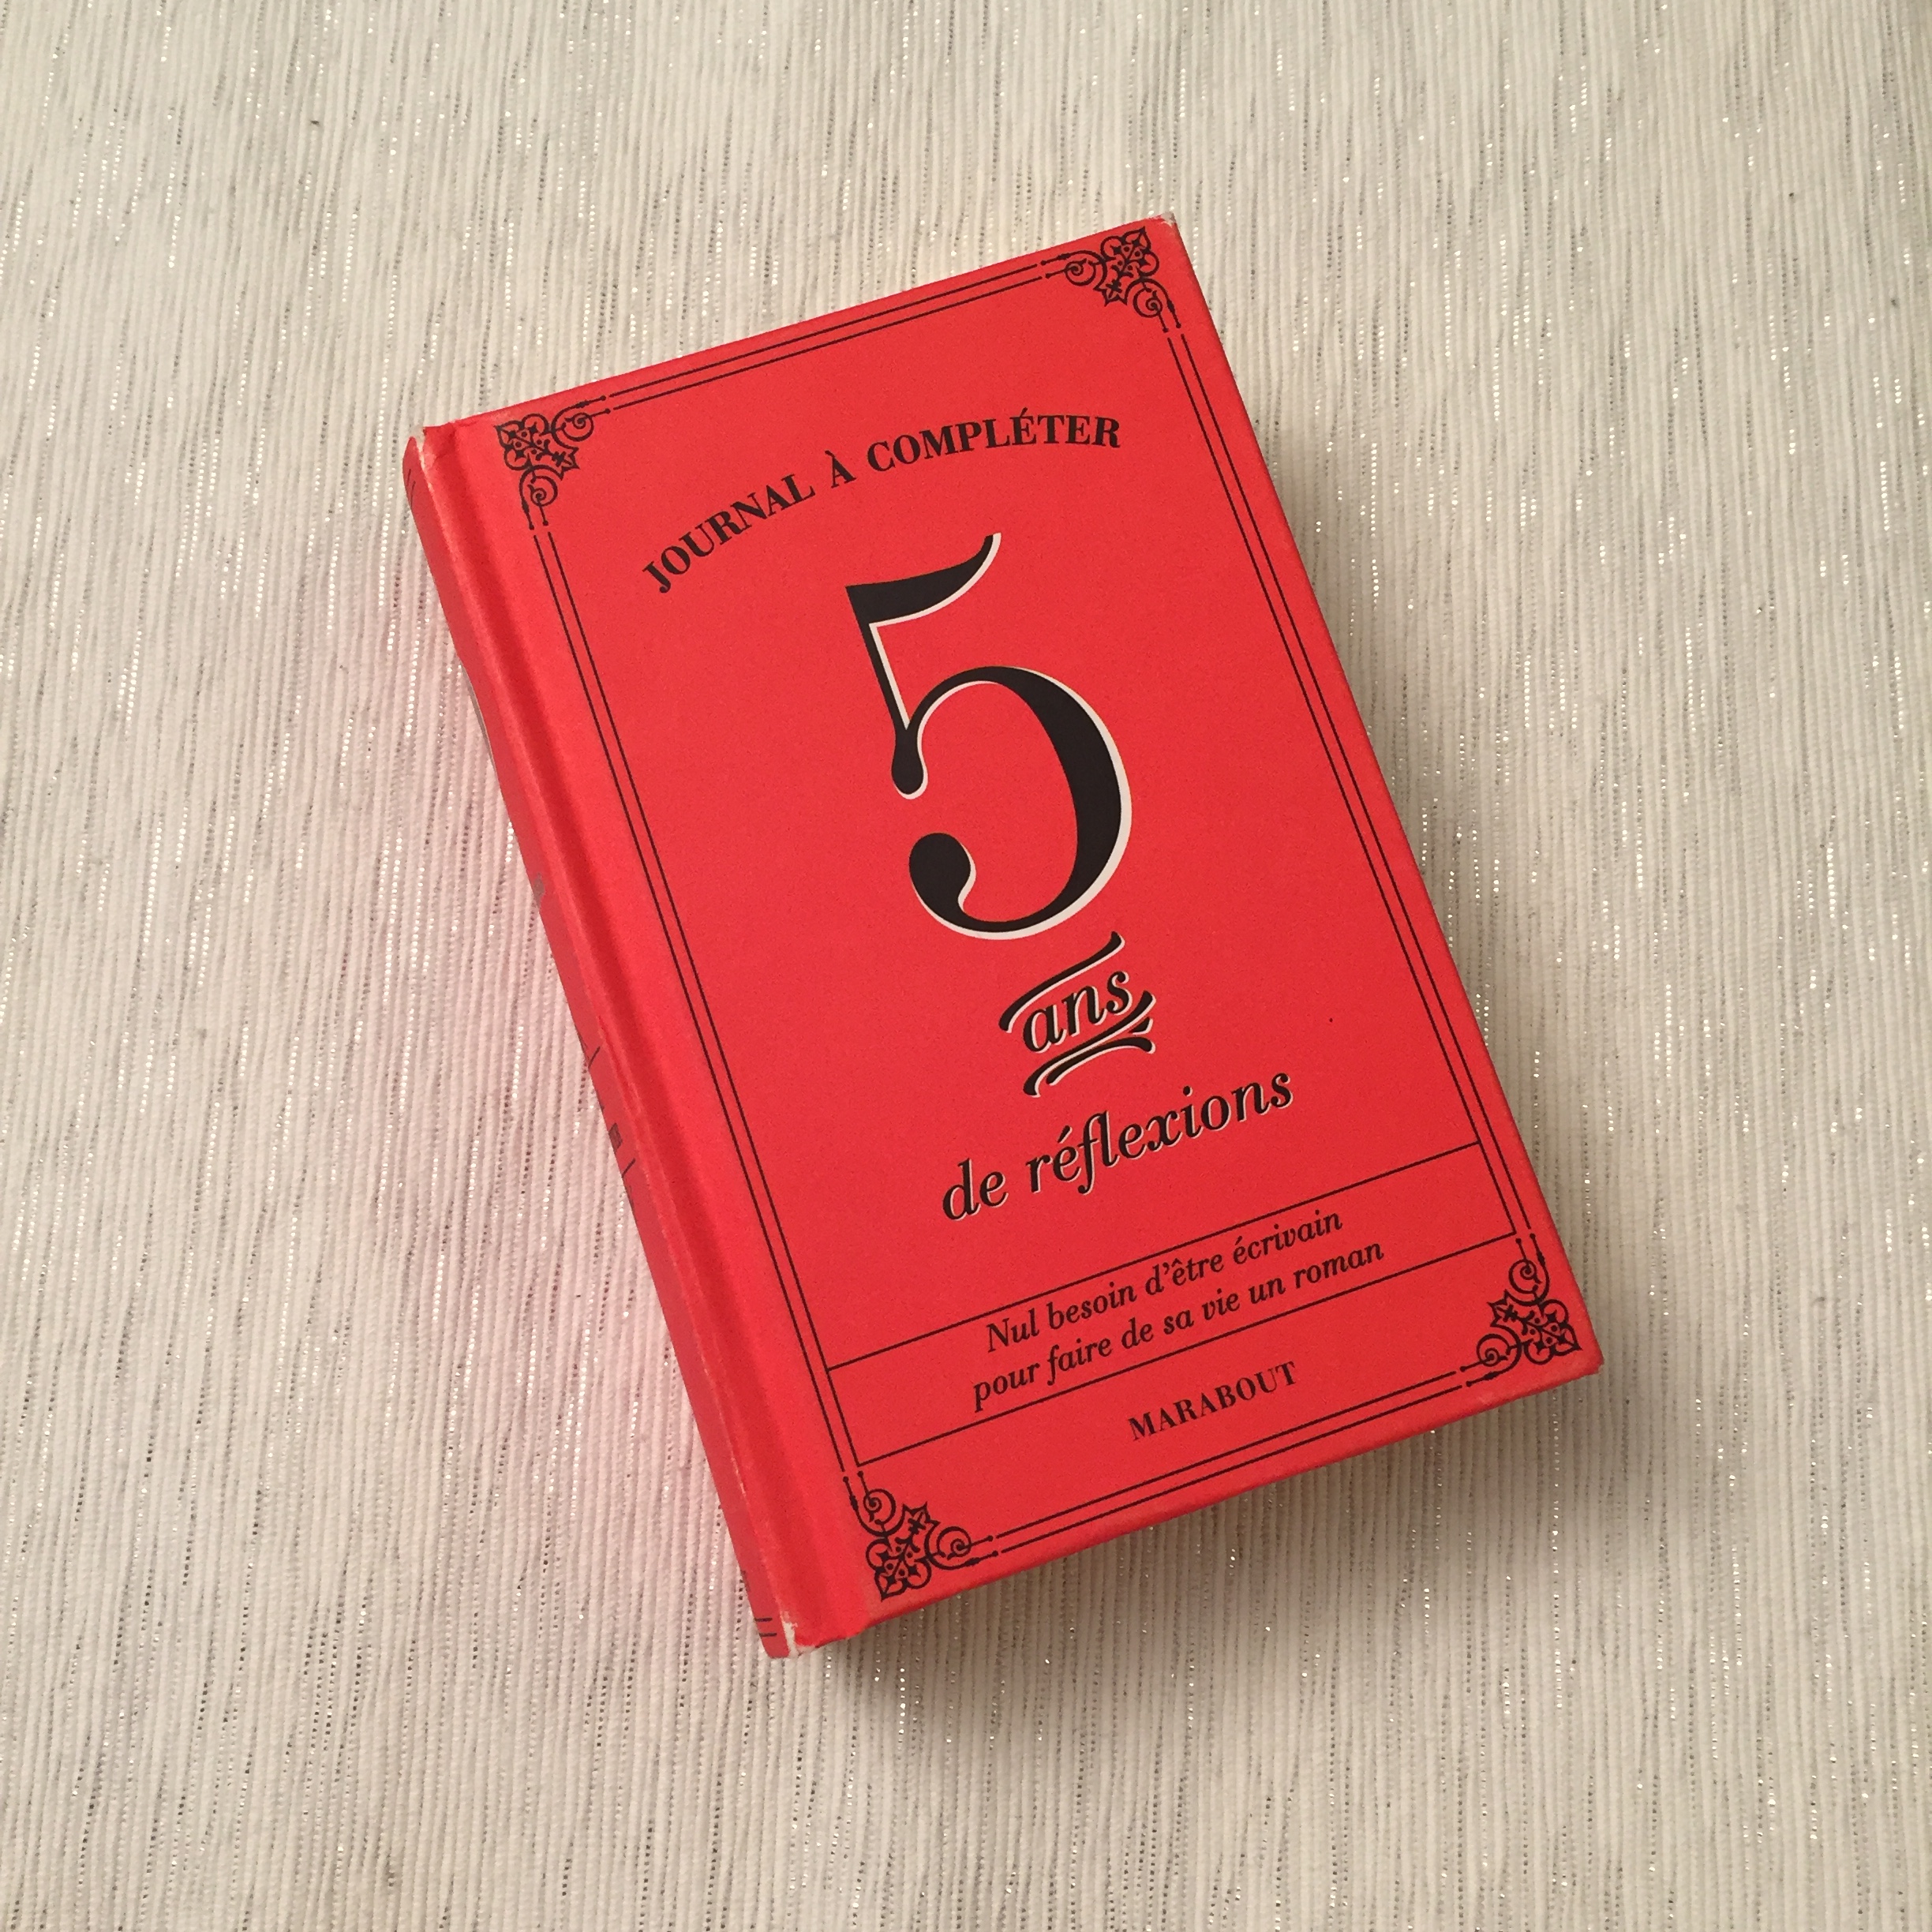 JOURNAL À COMPLÉTER
5
ans
de réflexions
Nul besoin d'être écrivain
pour faire de sa vie un roman
MARABOUT